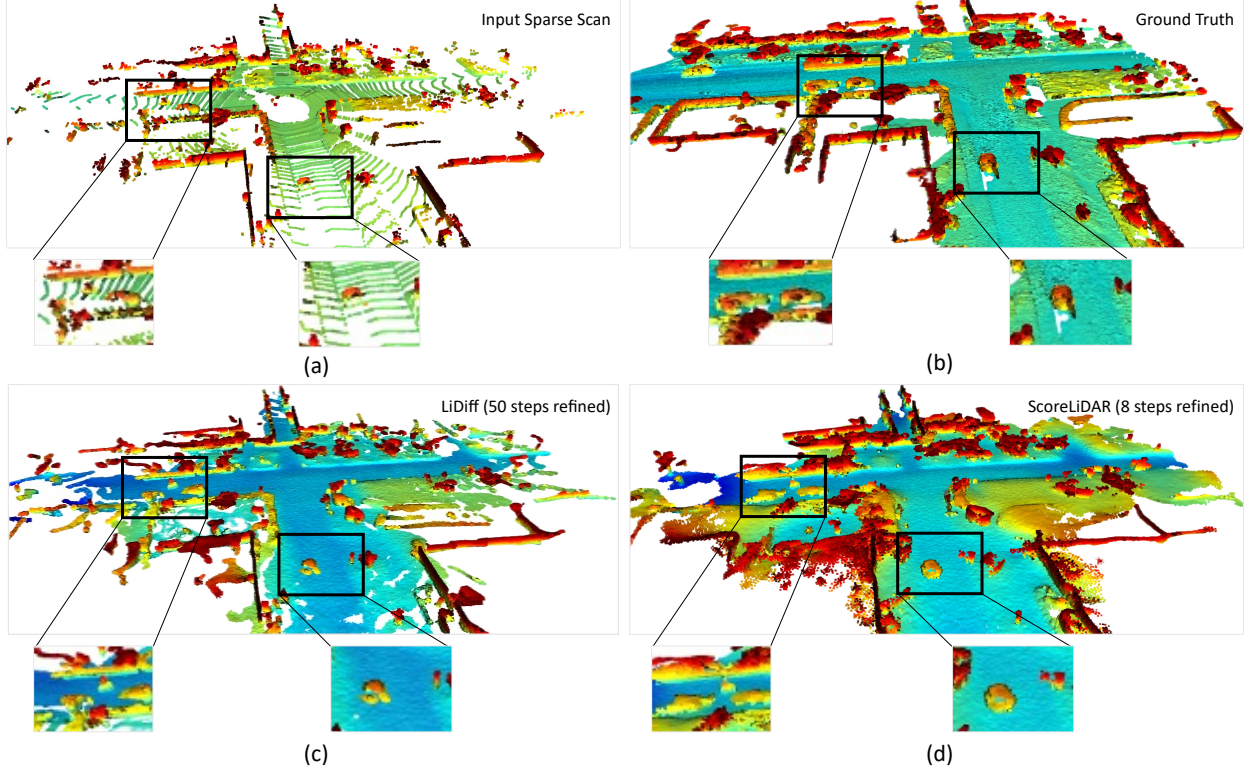 Input Sparse Scan
Ground Truth
(a)
(b)
LiDiff (50 steps refined)
ScoreLiDAR (8 steps refined)
(c)
(d)